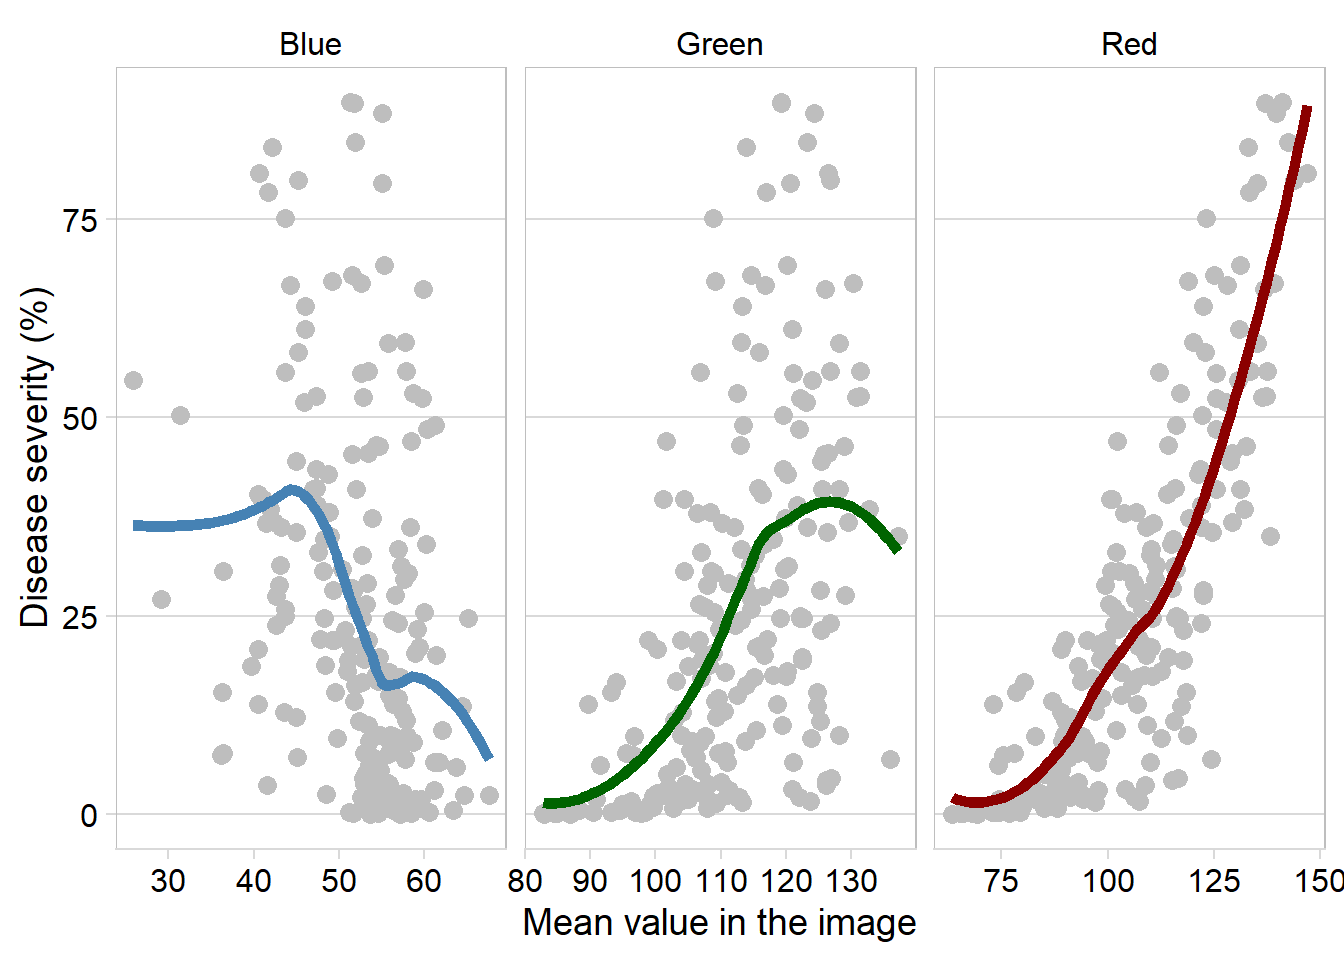 Blue Green Red
Disease severity (%)
75
50
25
0
30 40 50 60 80 90 100 110 120 130 75 100 125 150
Mean value in the image